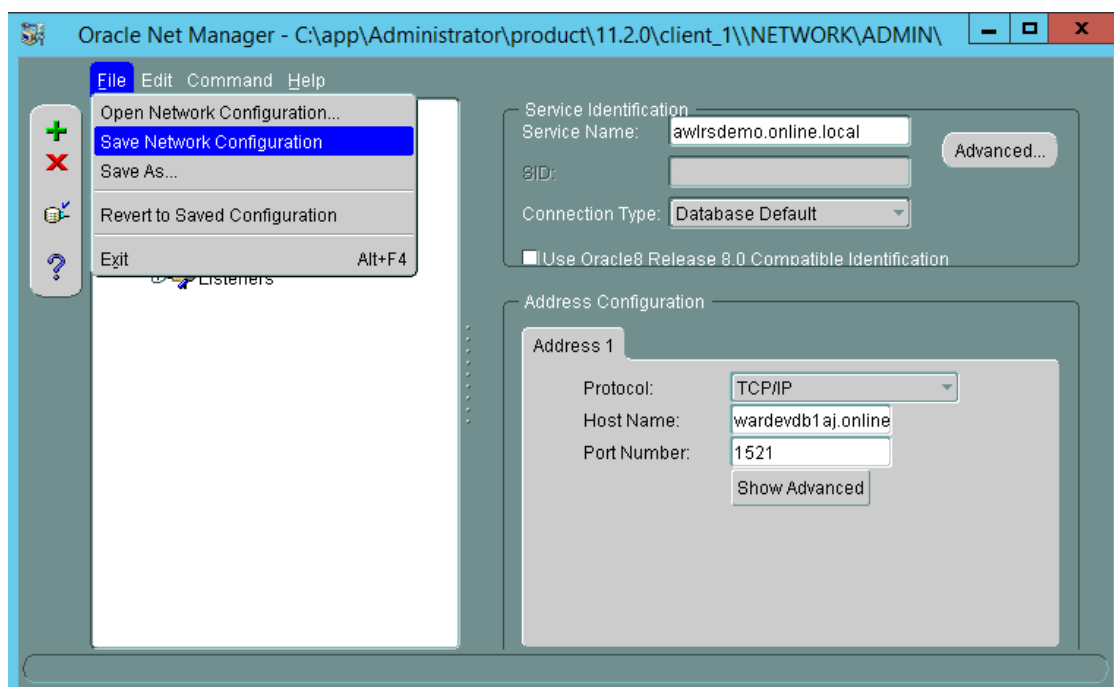 Oracle Net Manager - C:\app\Administrator\product\11.2.0\client_1\\NETWORK\ADMIN\
File Edit Command Help
Open Network Configuration...
Save Network Configuration
Save As...
Revert to Saved Configuration
Exit Alt+F4
Listeners
Service Identification
Service Name: awlrsdemo.online.local
Advanced...
SID:
Connection Type: Database Default
Use Oracle8 Release 8.0 Compatible Identification
Address Configuration
Address 1
Protocol: TCP/IP
Host Name: wardevdb1aj.online
Port Number: 1521
Show Advanced